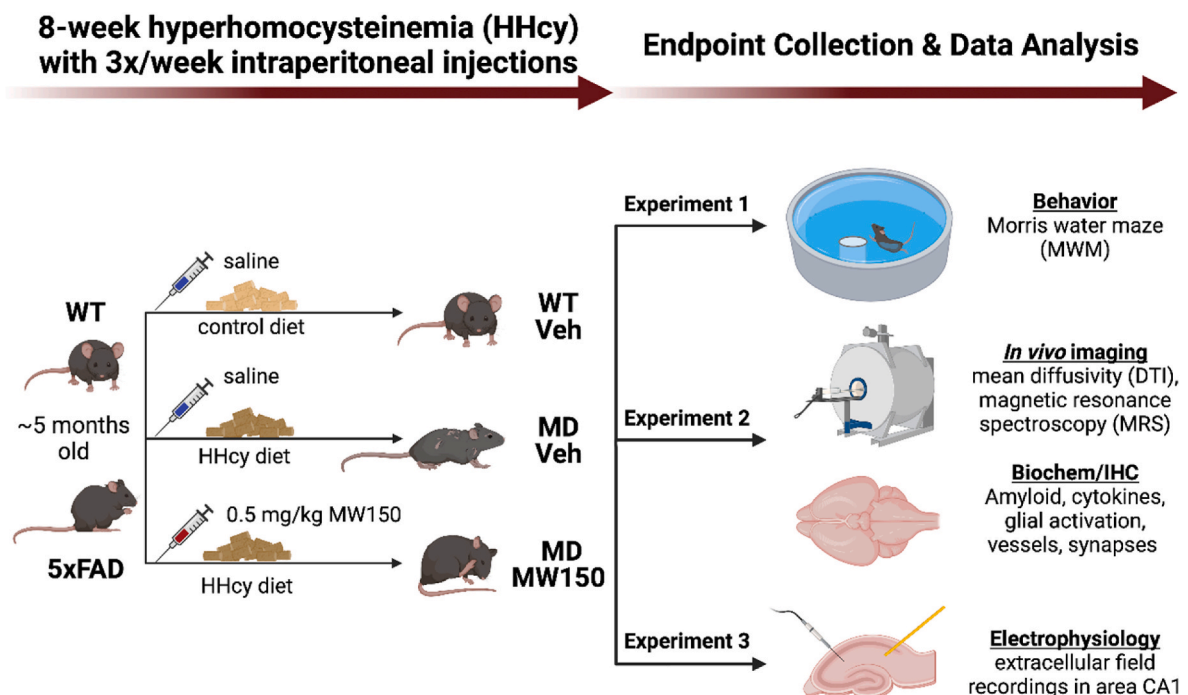 8-week hyperhomocysteinemia (HHcy)
with 3x/week intraperitoneal injections
Endpoint Collection & Data Analysis
WT
~5 months
old
5xFAD
saline
control diet
WT
Veh
saline
HHcy diet
MD
Veh
0.5 mg/kg MW150
HHcy diet
MD
MW150
Experiment 1
Behavior
Morris water maze
(MWM)
Experiment 2
In vivo imaging
mean diffusivity (DTI),
magnetic resonance
spectroscopy (MRS)
Biochem/IHC
Amyloid, cytokines,
glial activation,
vessels, synapses
Experiment 3
Electrophysiology
extracellular field
recordings in area CA1